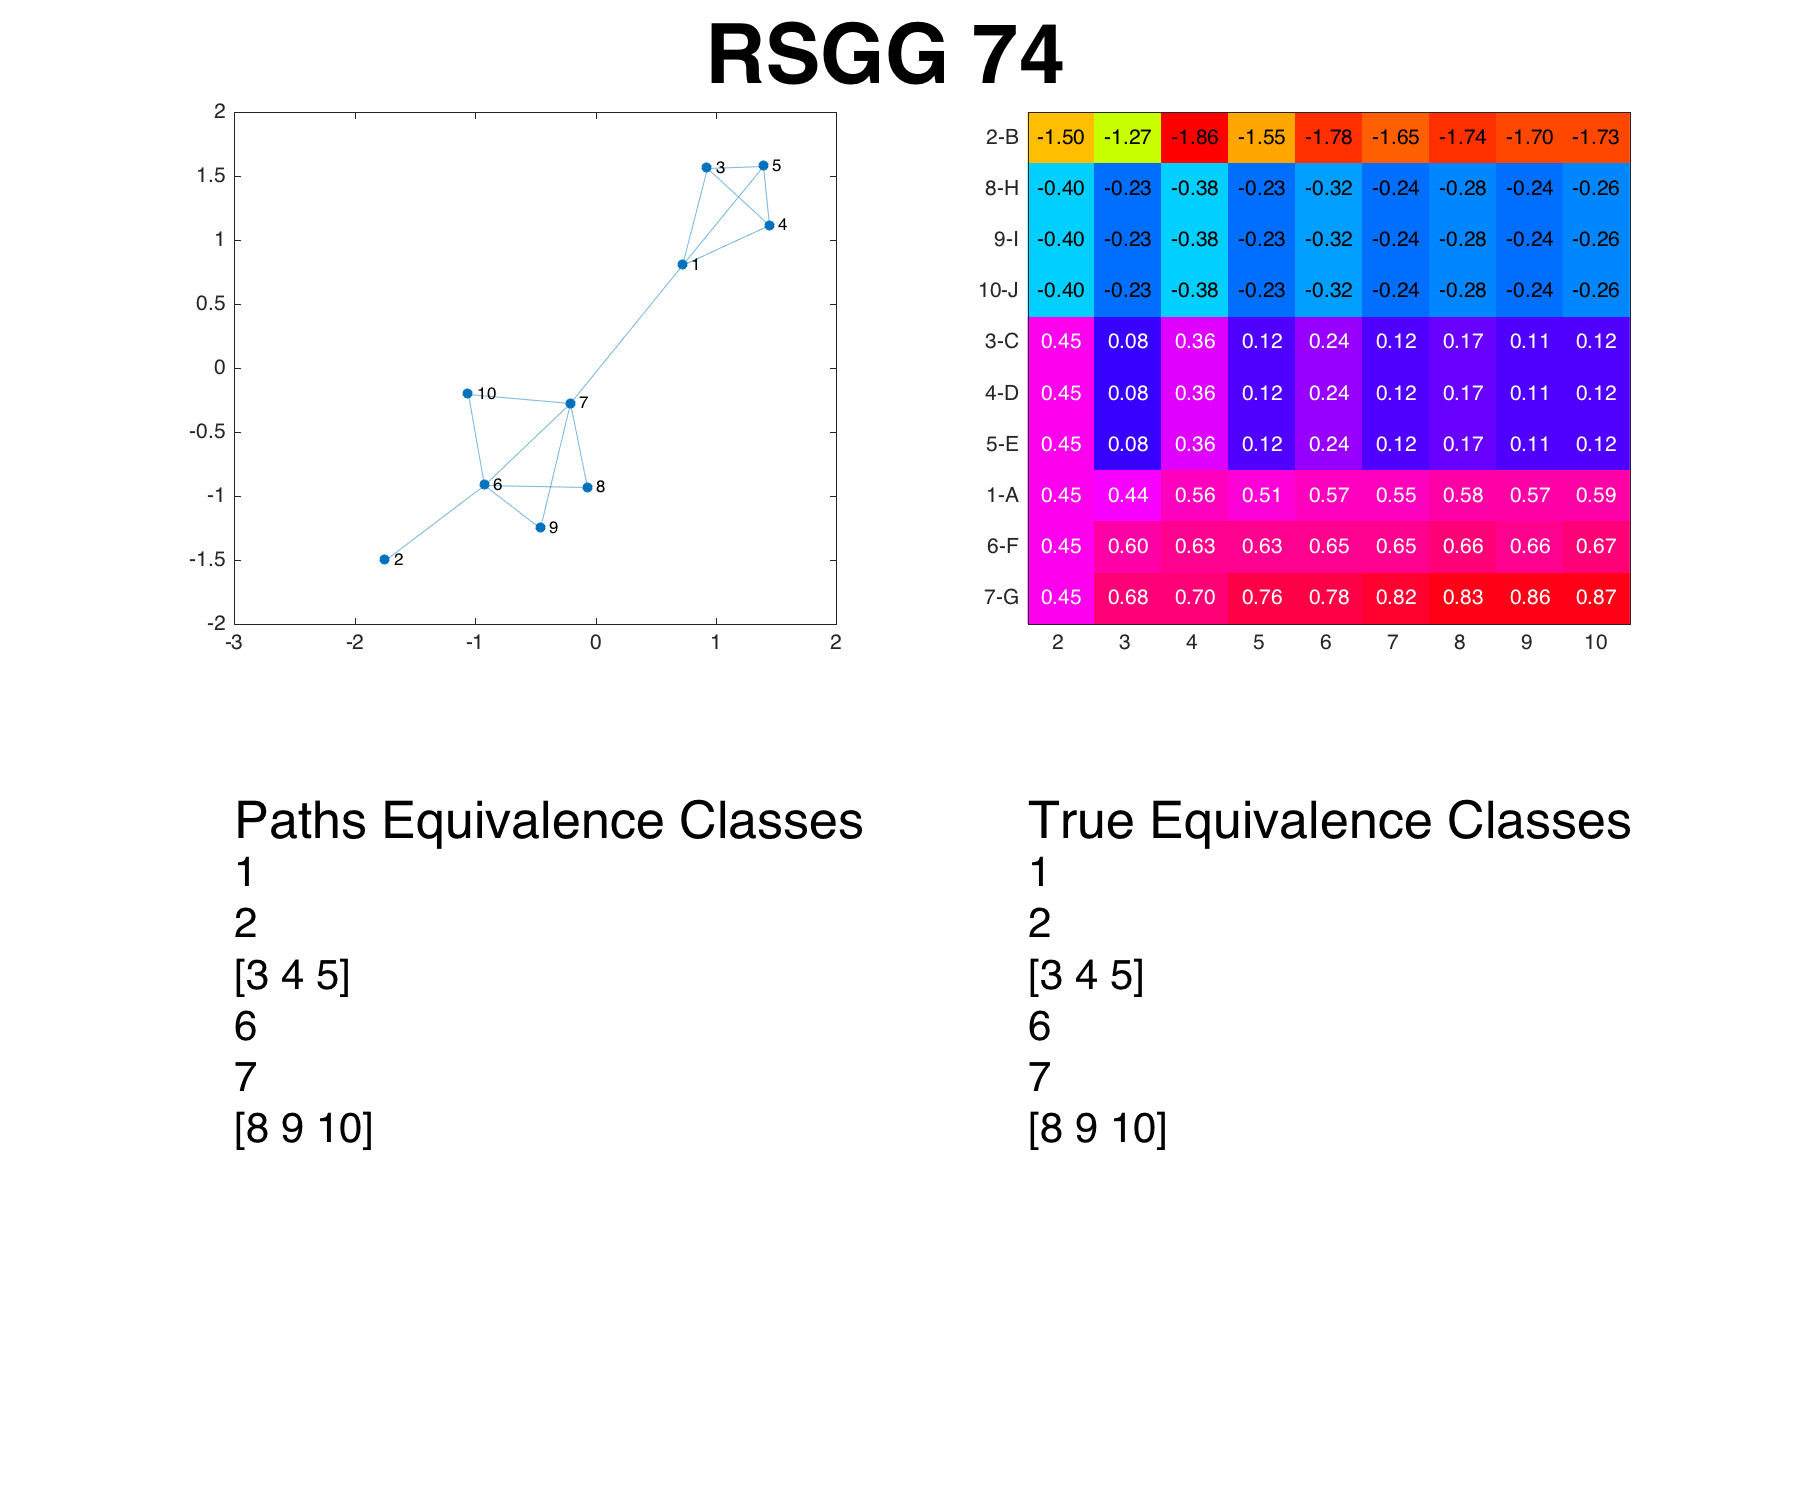 RSGG 74
2
1.5
1
0.5
0
-0.5
-1
-1.5
-2
-3 -2 -1 0 1 2
3
5
4
1
10
7
6
8
9
2
2-B -1.50 -1.27 -1.86 -1.55 -1.78 -1.65 -1.74 -1.70 -1.73
8-H -0.40 -0.23 -0.38 -0.23 -0.32 -0.24 -0.28 -0.24 -0.26
9-I -0.40 -0.23 -0.38 -0.23 -0.32 -0.24 -0.28 -0.24 -0.26
10-J -0.40 -0.23 -0.38 -0.23 -0.32 -0.24 -0.28 -0.24 -0.26
3-C 0.45 0.08 0.36 0.12 0.24 0.12 0.17 0.11 0.12
4-D 0.45 0.08 0.36 0.12 0.24 0.12 0.17 0.11 0.12
5-E 0.45 0.08 0.36 0.12 0.24 0.12 0.17 0.11 0.12
1-A 0.45 0.44 0.56 0.51 0.57 0.55 0.58 0.57 0.59
6-F 0.45 0.60 0.63 0.63 0.65 0.65 0.66 0.66 0.67
7-G 0.45 0.68 0.70 0.76 0.78 0.82 0.83 0.86 0.87
2 3 4 5 6 7 8 9 10
Paths Equivalence Classes
1
2
[3 4 5]
6
7
[8 9 10]
True Equivalence Classes
1
2
[3 4 5]
6
7
[8 9 10]